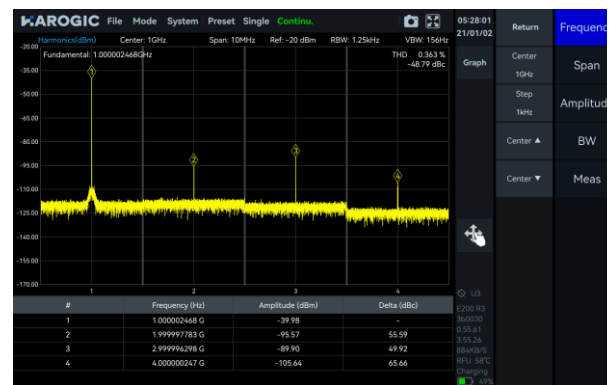 HAROGIC File Mode System Preset Single Continu.
05:28:01
21/01/02
Harmonics(dBm) Center: 1GHz Span: 10MHz Ref: -20 dBm RBW: 1.25kHz VBW: 156Hz
Fundamental: 1.000002468GHz
THD 0.363 %
-48.79 dBc
-20.00
-35.00
-50.00
-65.00
-80.00
-95.00
-110.00
-125.00
-140.00
-155.00
-170.00
1
2
3
4
1 2 3 4
# Frequency (Hz) Amplitude (dBm) Delta (dBc)
1 1.000002468 G -39.98 -
2 1.999997783 G -95.57 55.59
3 2.999996298 G -89.90 49.92
4 4.000000247 G -105.64 65.66
Graph
U3
E200 R3
3b0030
0.55.61
3.55.26
884KB/S
RFU 58°C
Charging
49%
Return
Center
1GHz
Step
1kHz
Center ▲
Center ▼
Frequenc
Span
Amplitud
BW
Meas